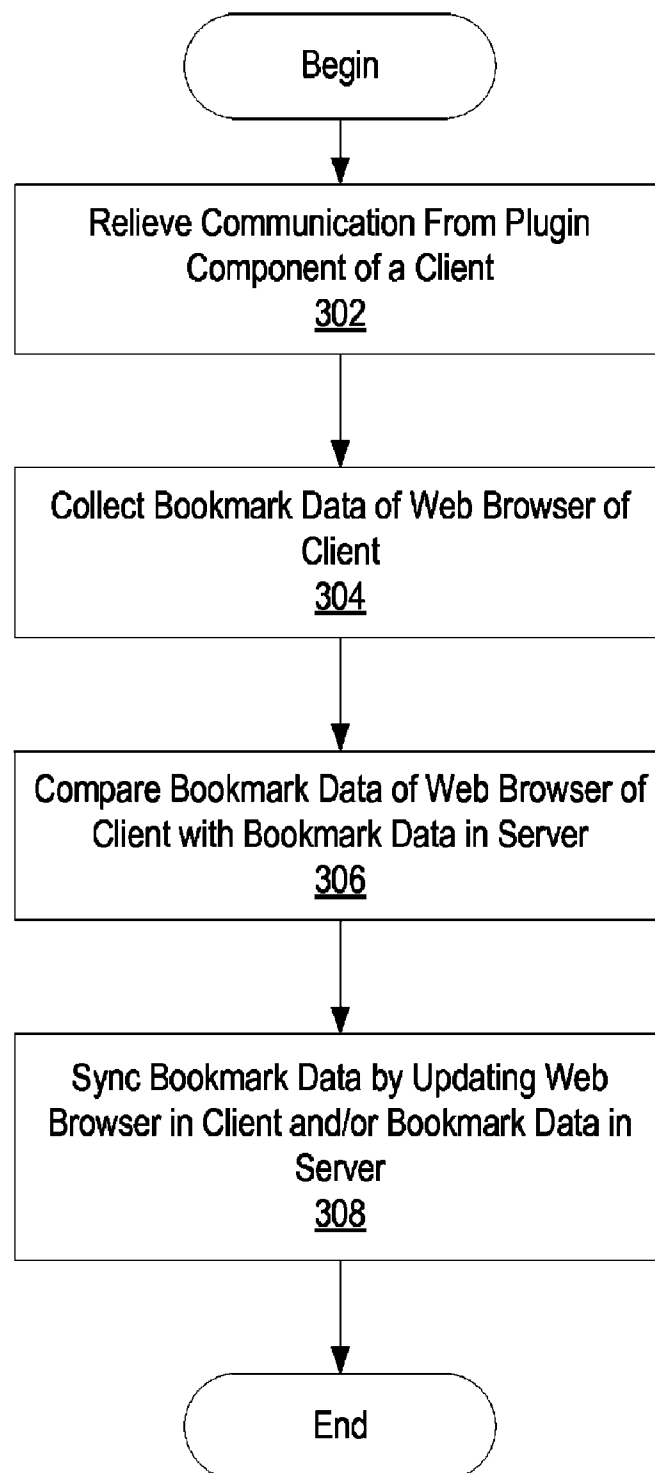 Begin
Relieve Communication From Plugin
Component of a Client
302
Collect Bookmark Data of Web Browser of
Client
304
Compare Bookmark Data of Web Browser of
Client with Bookmark Data in Server
306
Sync Bookmark Data by Updating Web
Browser in Client and/or Bookmark Data in
Server
308
End